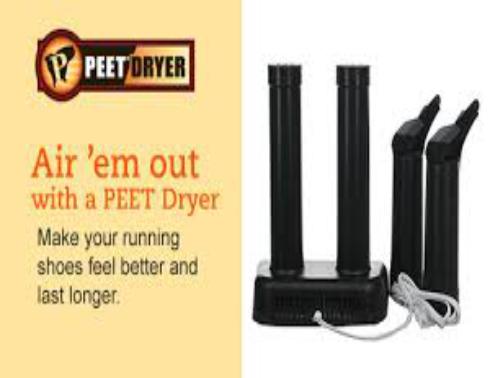 P PEET DRYER
Air 'em out
with a PEET Dryer
Make your running
shoes feel better and
last longer.